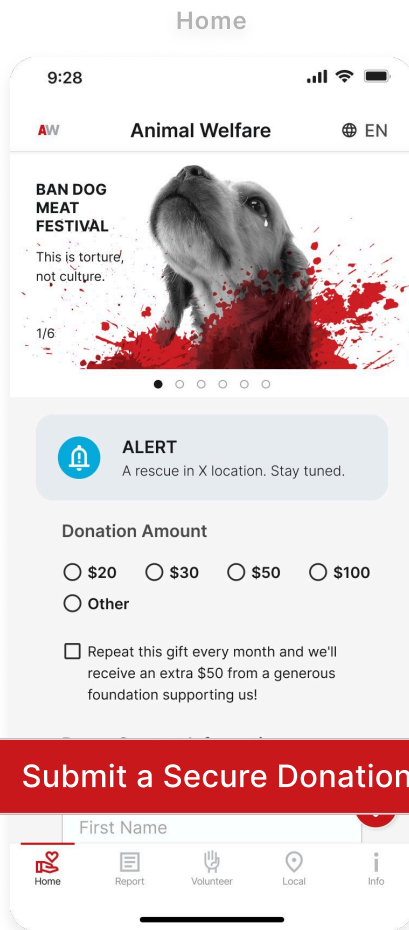 Home
9:28
AW
Animal Welfare
EN
BAN DOG
MEAT
FESTIVAL
This is torture,
not culture.
1/6
ALERT
A rescue in X location. Stay tuned.
Donation Amount
$20
$30
$50
$100
Other
Repeat this gift every month and we'll
receive an extra $50 from a generous
foundation supporting us!
Submit a Secure Donation
First Name
Home
Report
Volunteer
Local
Info